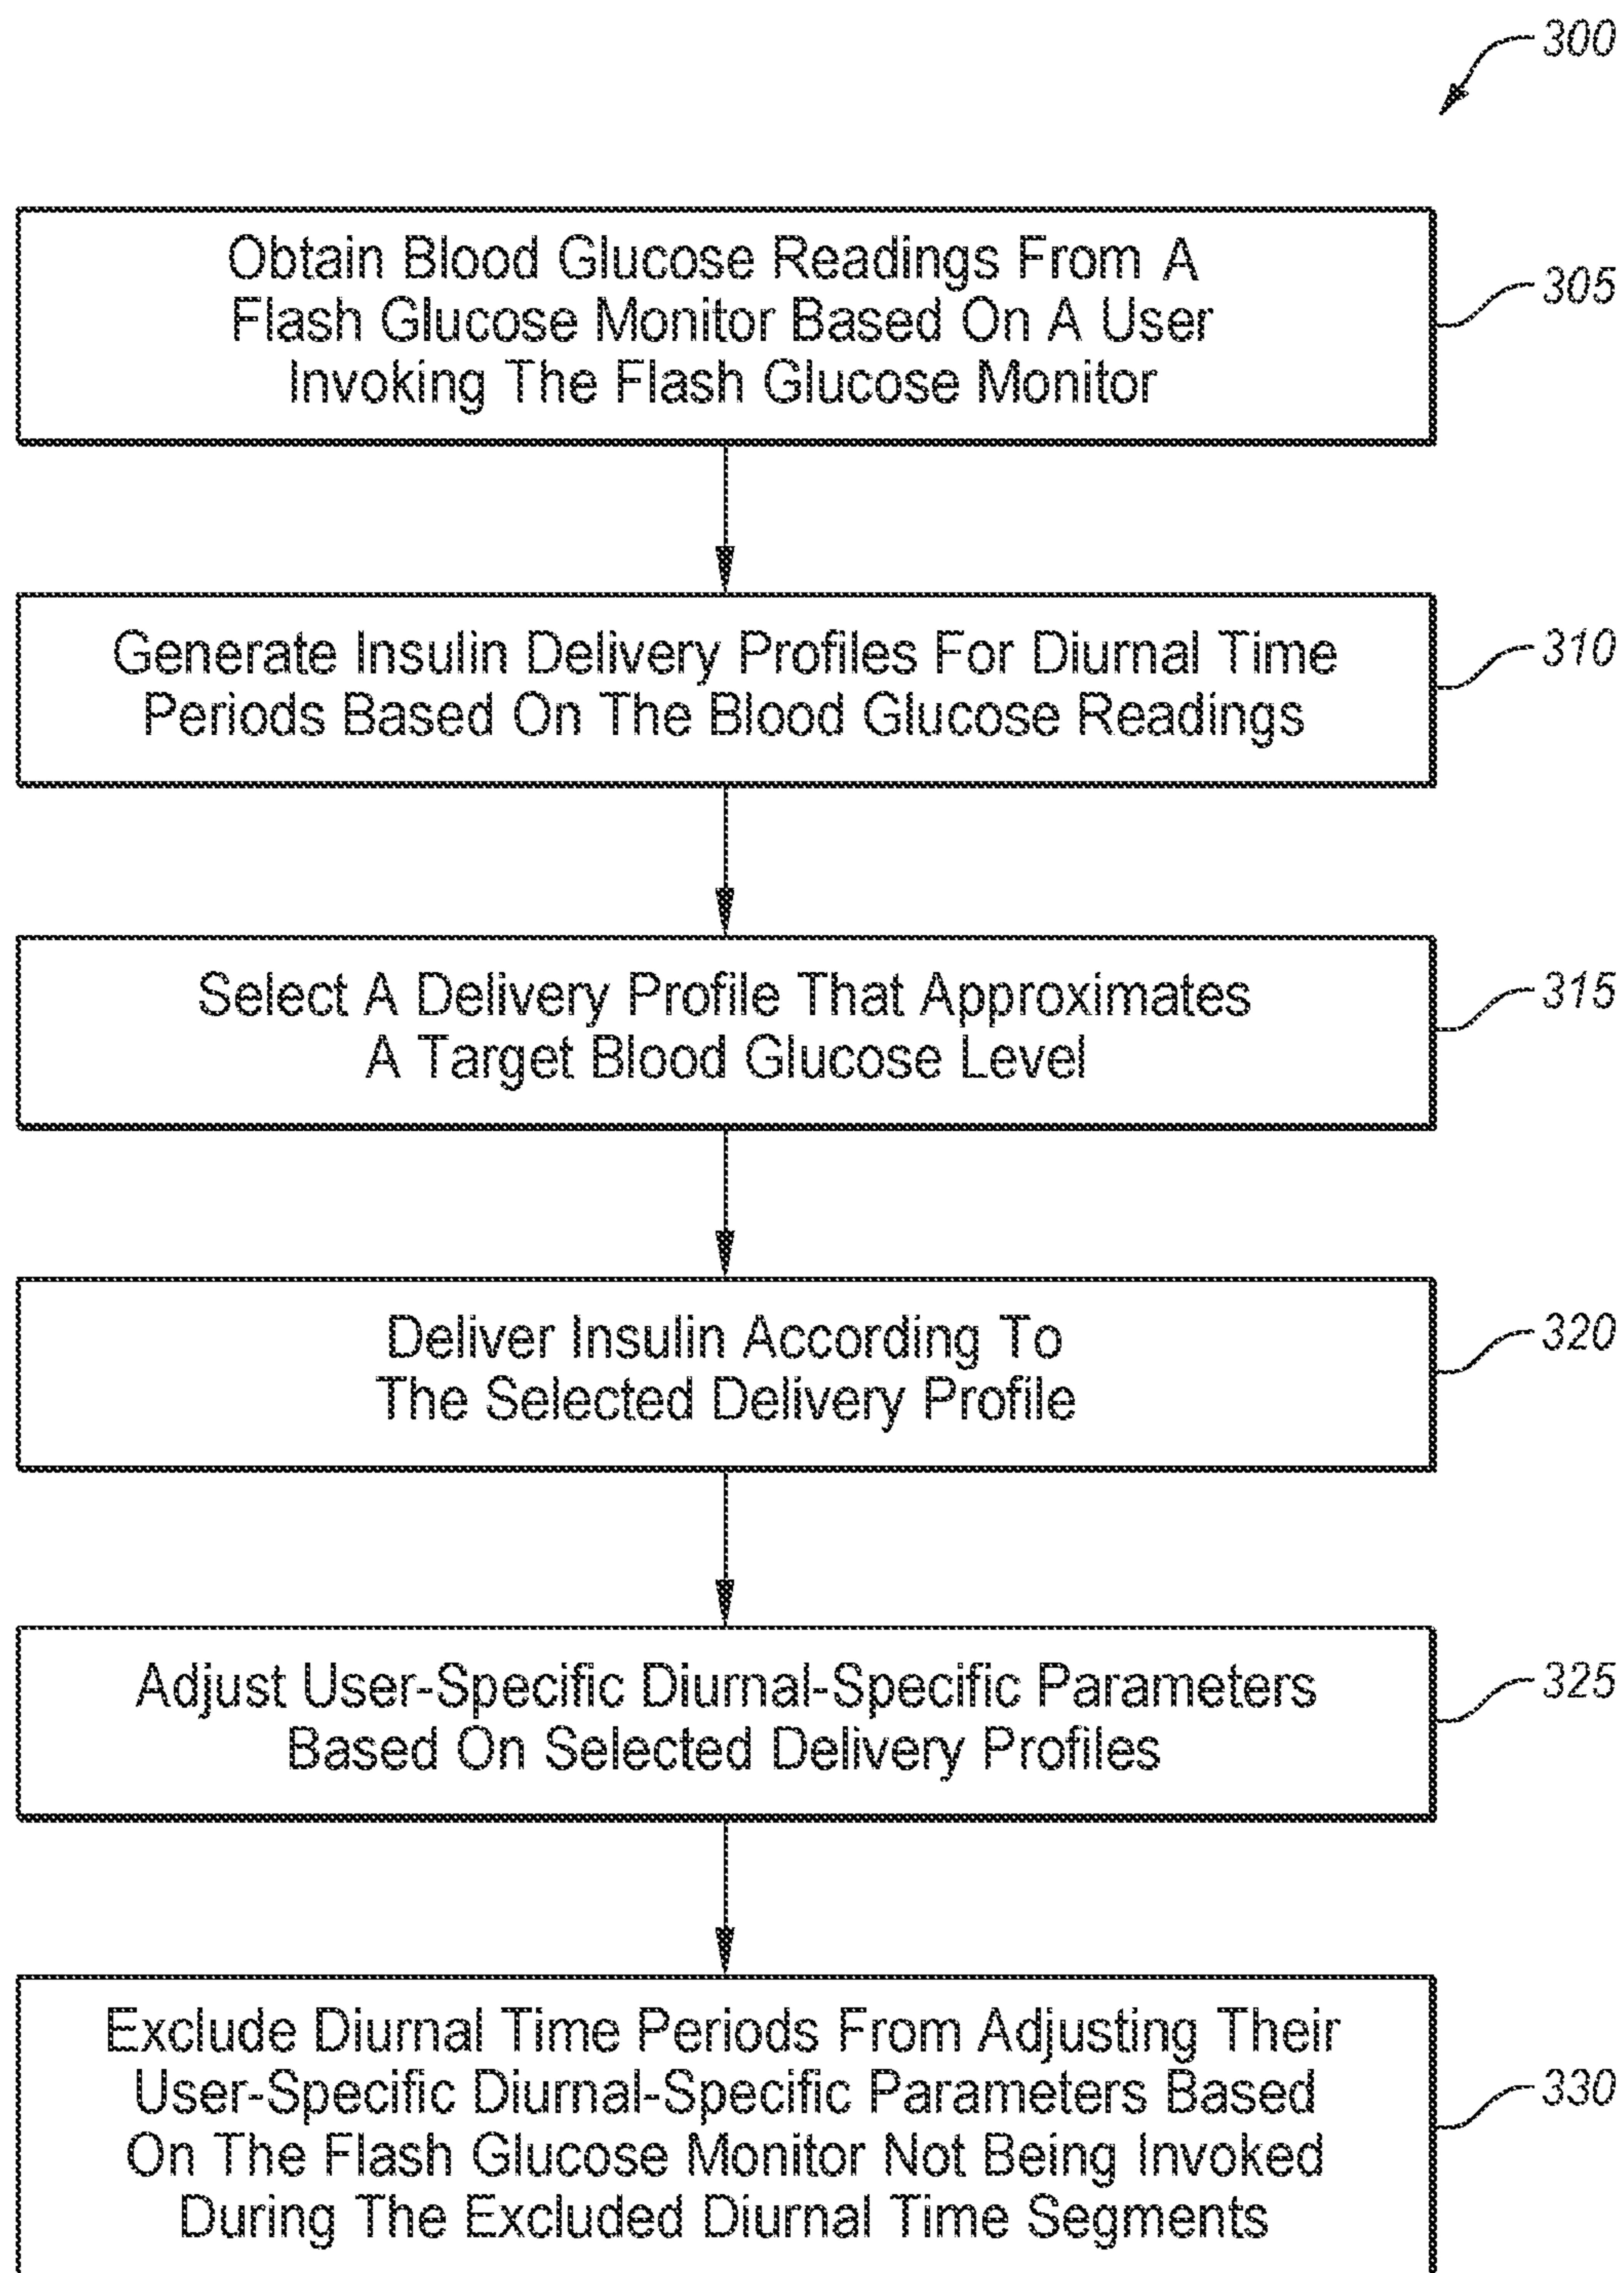 300
Obtain Blood Glucose Readings From A
Flash Glucose Monitor Based On A User
Invoking The Flash Glucose Monitor
305
Generate Insulin Delivery Profiles For Diurnal Time
Periods Based On The Blood Glucose Readings
310
Select A Delivery Profile That Approximates
A Target Blood Glucose Level
315
Deliver Insulin According To
The Selected Delivery Profile
320
Adjust User-Specific Diurnal-Specific Parameters
Based On Selected Delivery Profiles
325
Exclude Diurnal Time Periods From Adjusting Their
User-Specific Diurnal-Specific Parameters Based
On The Flash Glucose Monitor Not Being Invoked
During The Excluded Diurnal Time Segments
330